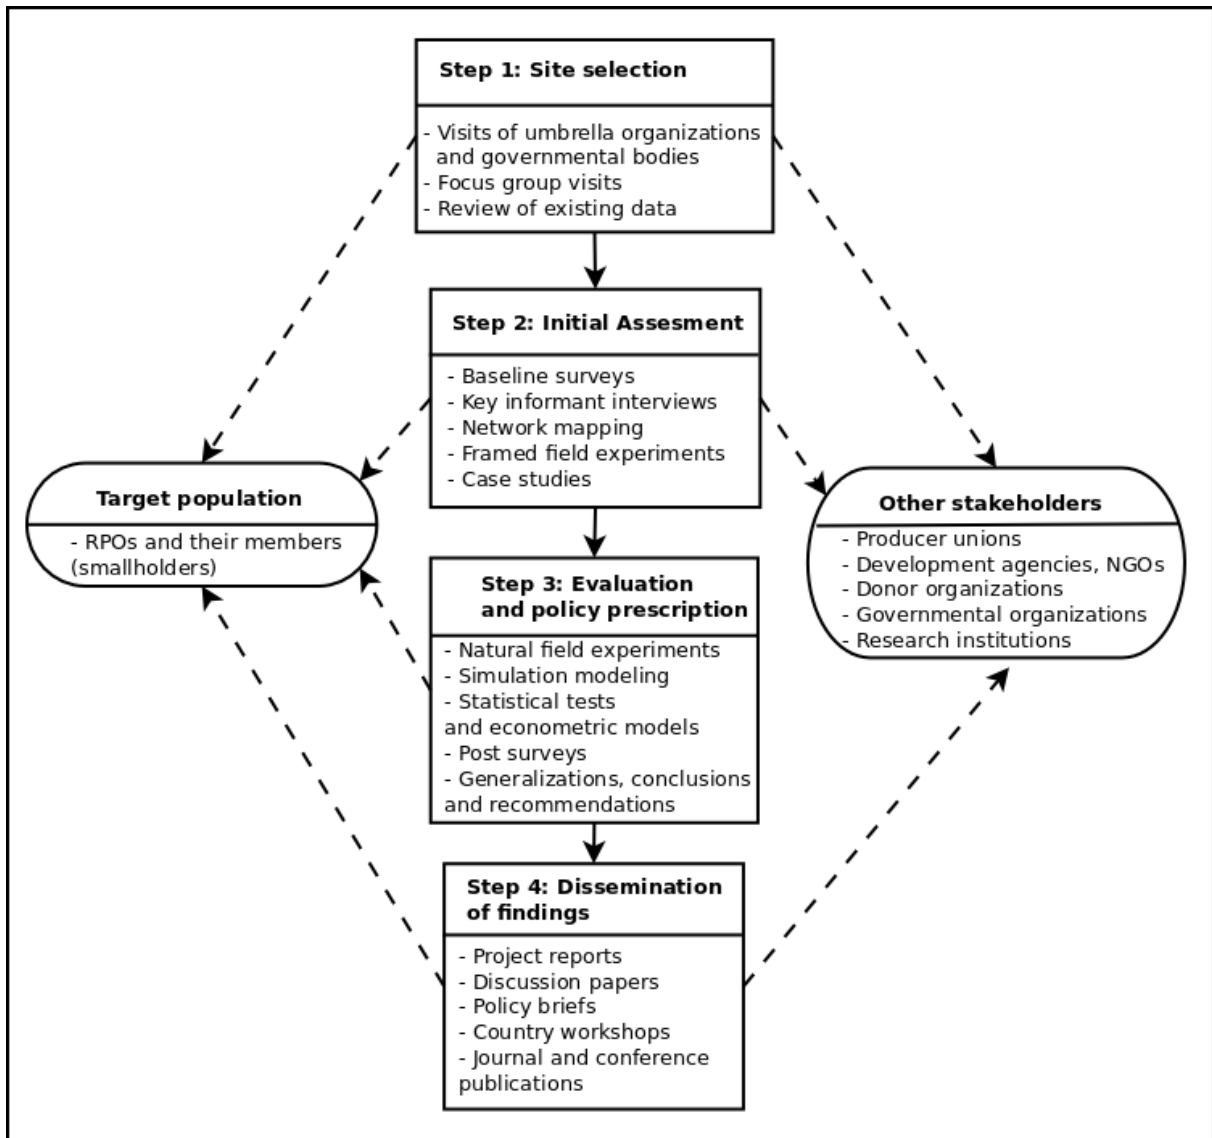 Step 1: Site selection
- Visits of umbrella organizations
and governmental bodies
- Focus group visits
- Review of existing data
Step 2: Initial Assesment
- Baseline surveys
- Key informant interviews
- Network mapping
- Framed field experiments
- Case studies
Target population
- RPOs and their members
(smallholders)
Other stakeholders
- Producer unions
- Development agencies, NGOs
- Donor organizations
- Governmental organizations
- Research institutions
Step 3: Evaluation
and policy prescription
- Natural field experiments
- Simulation modeling
- Statistical tests
and econometric models
- Post surveys
- Generalizations, conclusions
and recommendations
Step 4: Dissemination
of findings
- Project reports
- Discussion papers
- Policy briefs
- Country workshops
- Journal and conference
publications